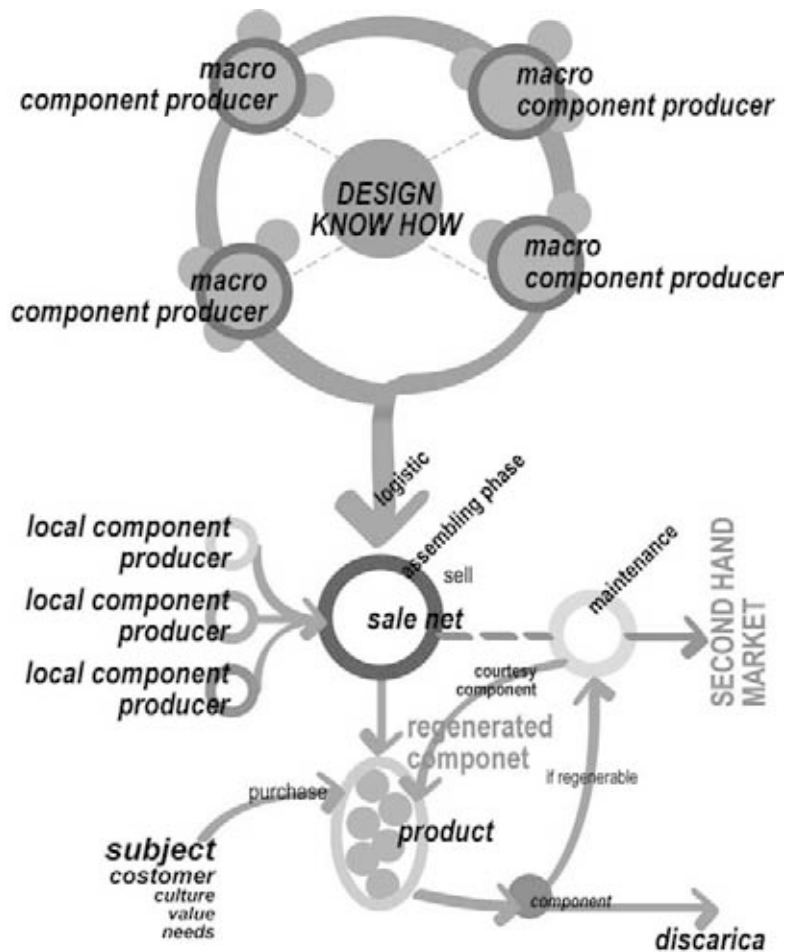 macro
component producer
macro
component producer
DESIGN
KNOW HOW
macro
component producer
macro
component producer
logistic
assembling phase
sell
sale net
local component
producer
local component
producer
local component
producer
maintenance
SECOND HAND
MARKET
courtesy
component
regenerated
componet
if regenerable
purchase
product
subject
costomer
culture
value
needs
component
discarica